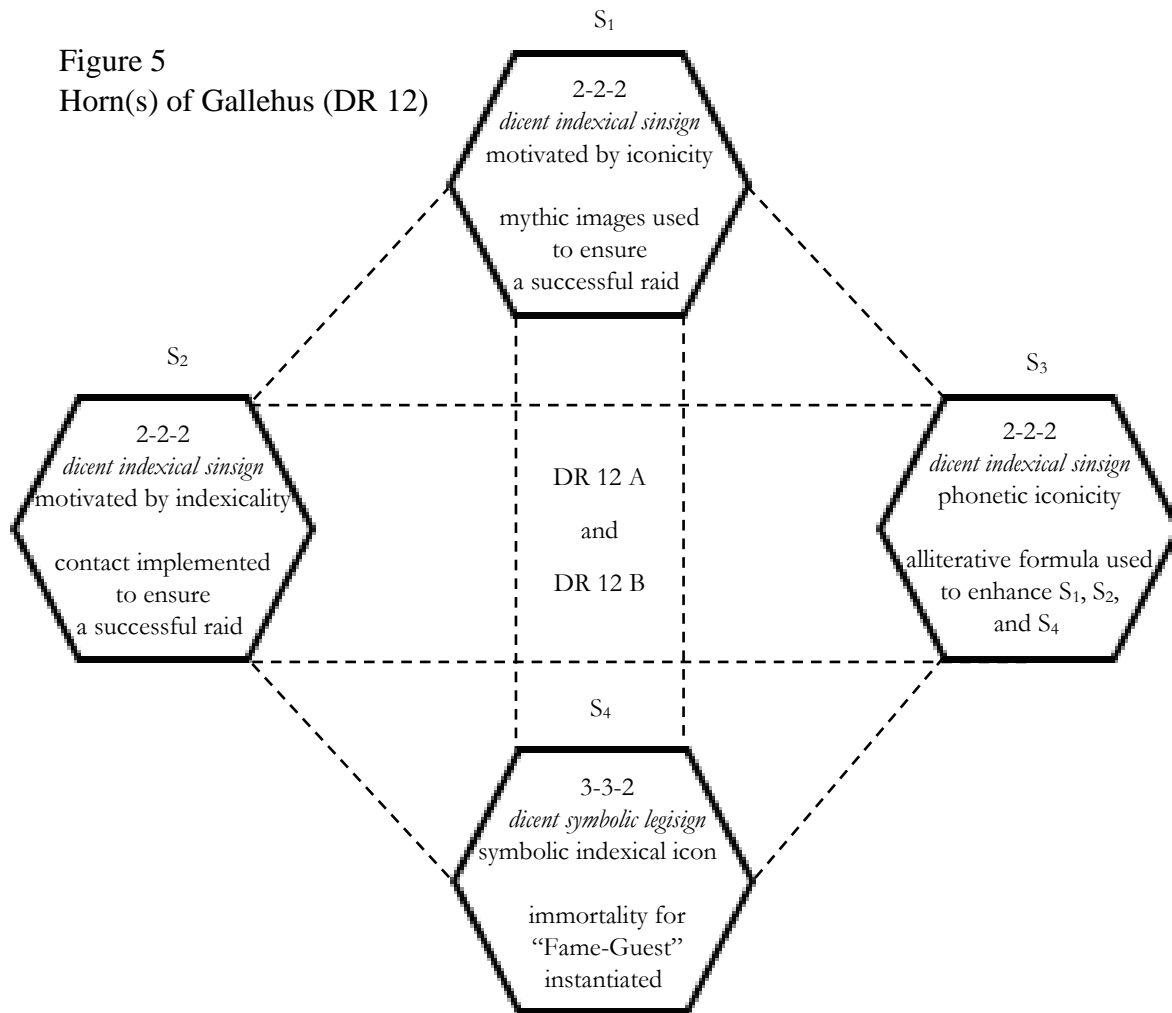 Figure 5
Horn(s) of Gallehus (DR 12)
S₁
2-2-2
dicent indexical sinsign
motivated by iconicity
mythic images used
to ensure
a successful raid
S₂
2-2-2
dicent indexical sinsign
motivated by indexicality
contact implemented
to ensure
a successful raid
DR 12 A
and
DR 12 B
S₃
2-2-2
dicent indexical sinsign
phonetic iconicity
alliterative formula used
to enhance S₁, S₂,
and S₄
S₄
3-3-2
dicent symbolic legisign
symbolic indexical icon
immortality for
“Fame-Guest”
instantiated